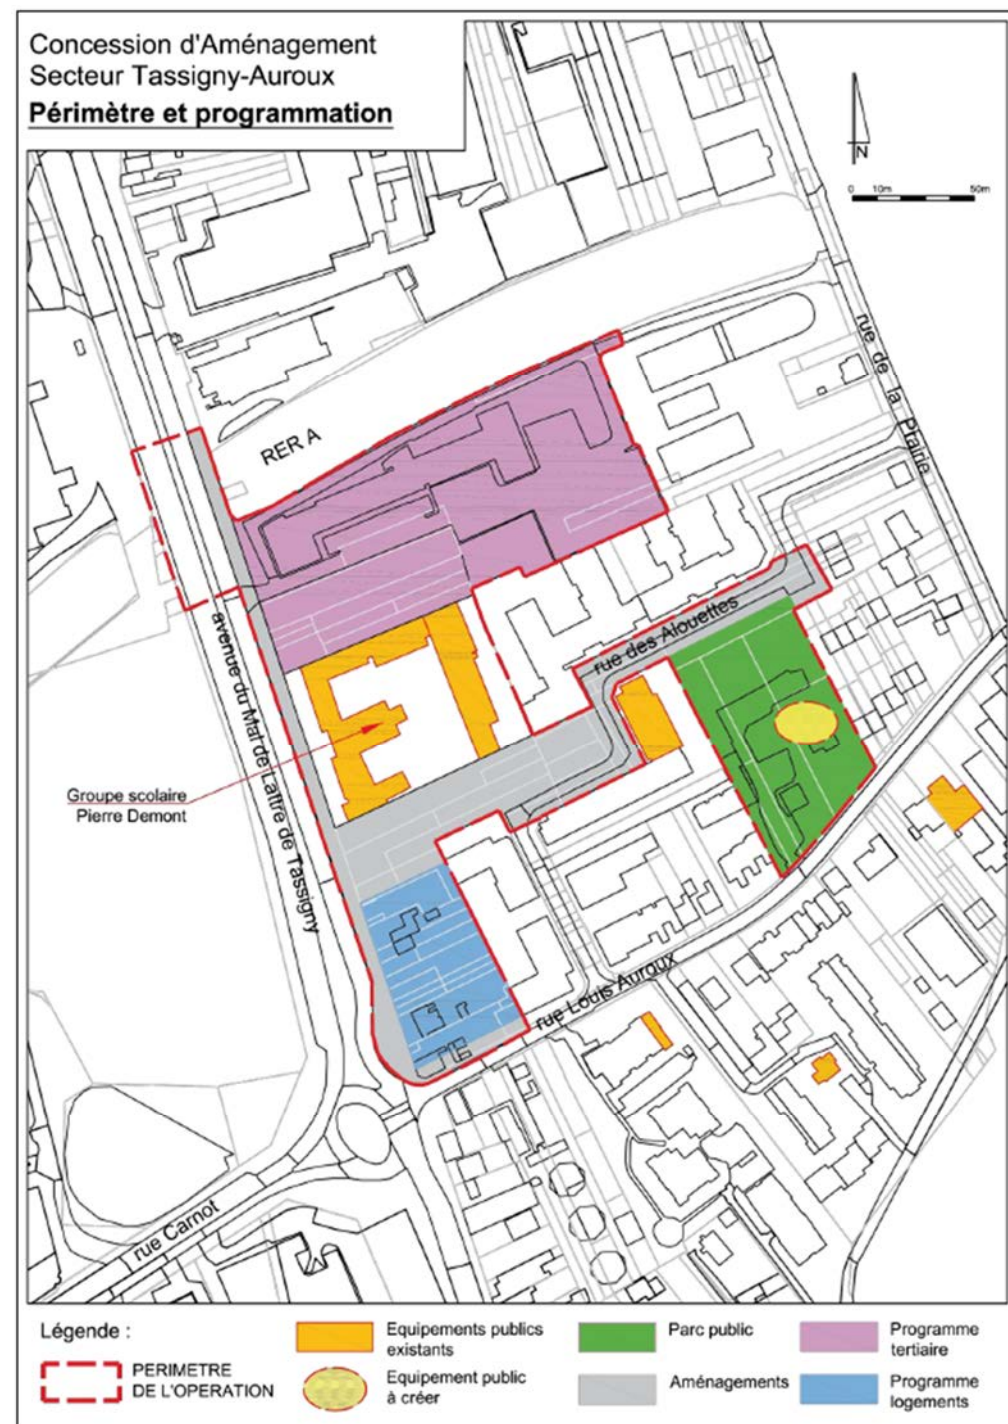 Concession d'Aménagement
Secteur Tassigny-Auroux
Périmètre et programmation
N
0 10m 50m
rue de la Prairie
RER A
avenue du Mal de Lattre de Tassigny
rue des Alouettes
Groupe scolaire
Pierre Demont
rue Louis Auroux
rue Carnot
Légende :
PERIMETRE
DE L'OPERATION
Equipements publics
existants
Equipement public
à créer
Parc public
Aménagements
Programme
tertiaire
Programme
logements